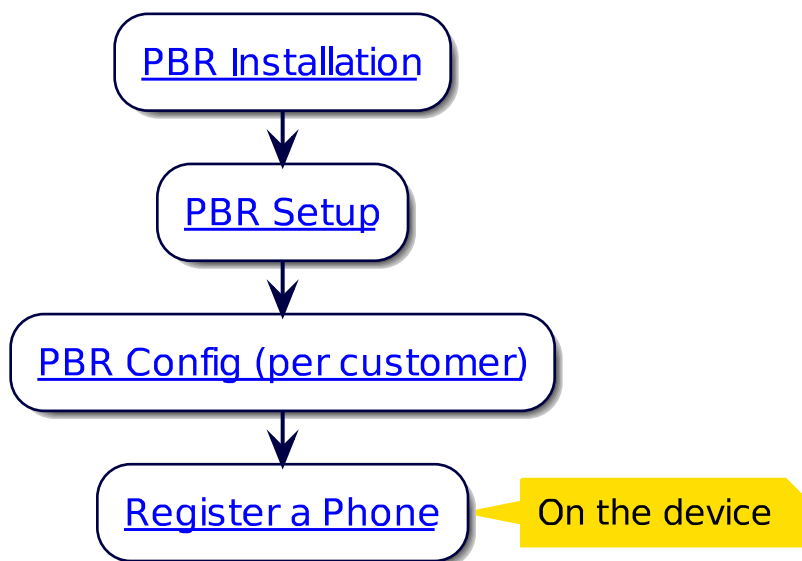 PBR Installation
PBR Setup
PBR Config (per customer)
Register a Phone
On the device